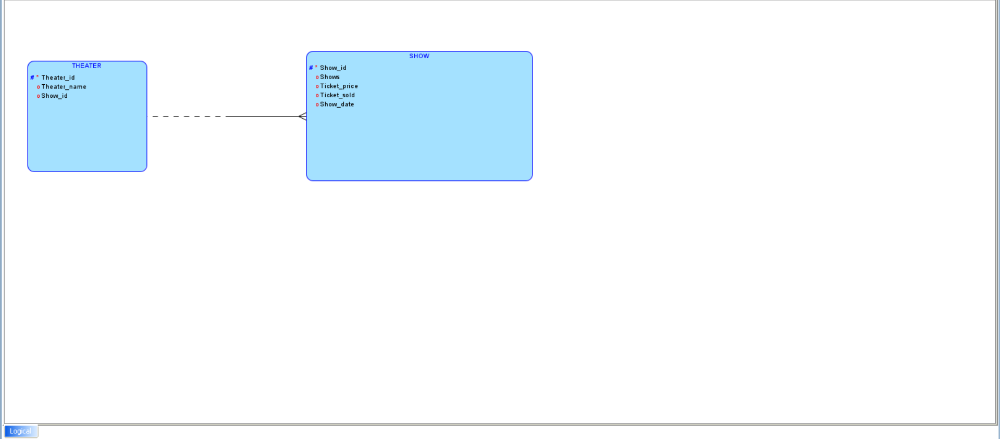 THEATER
# * Theater_id
o Theater_name
o Show_id
SHOW
# * Show_id
o Shows
o Ticket_price
o Ticket_sold
o Show_date
Logical